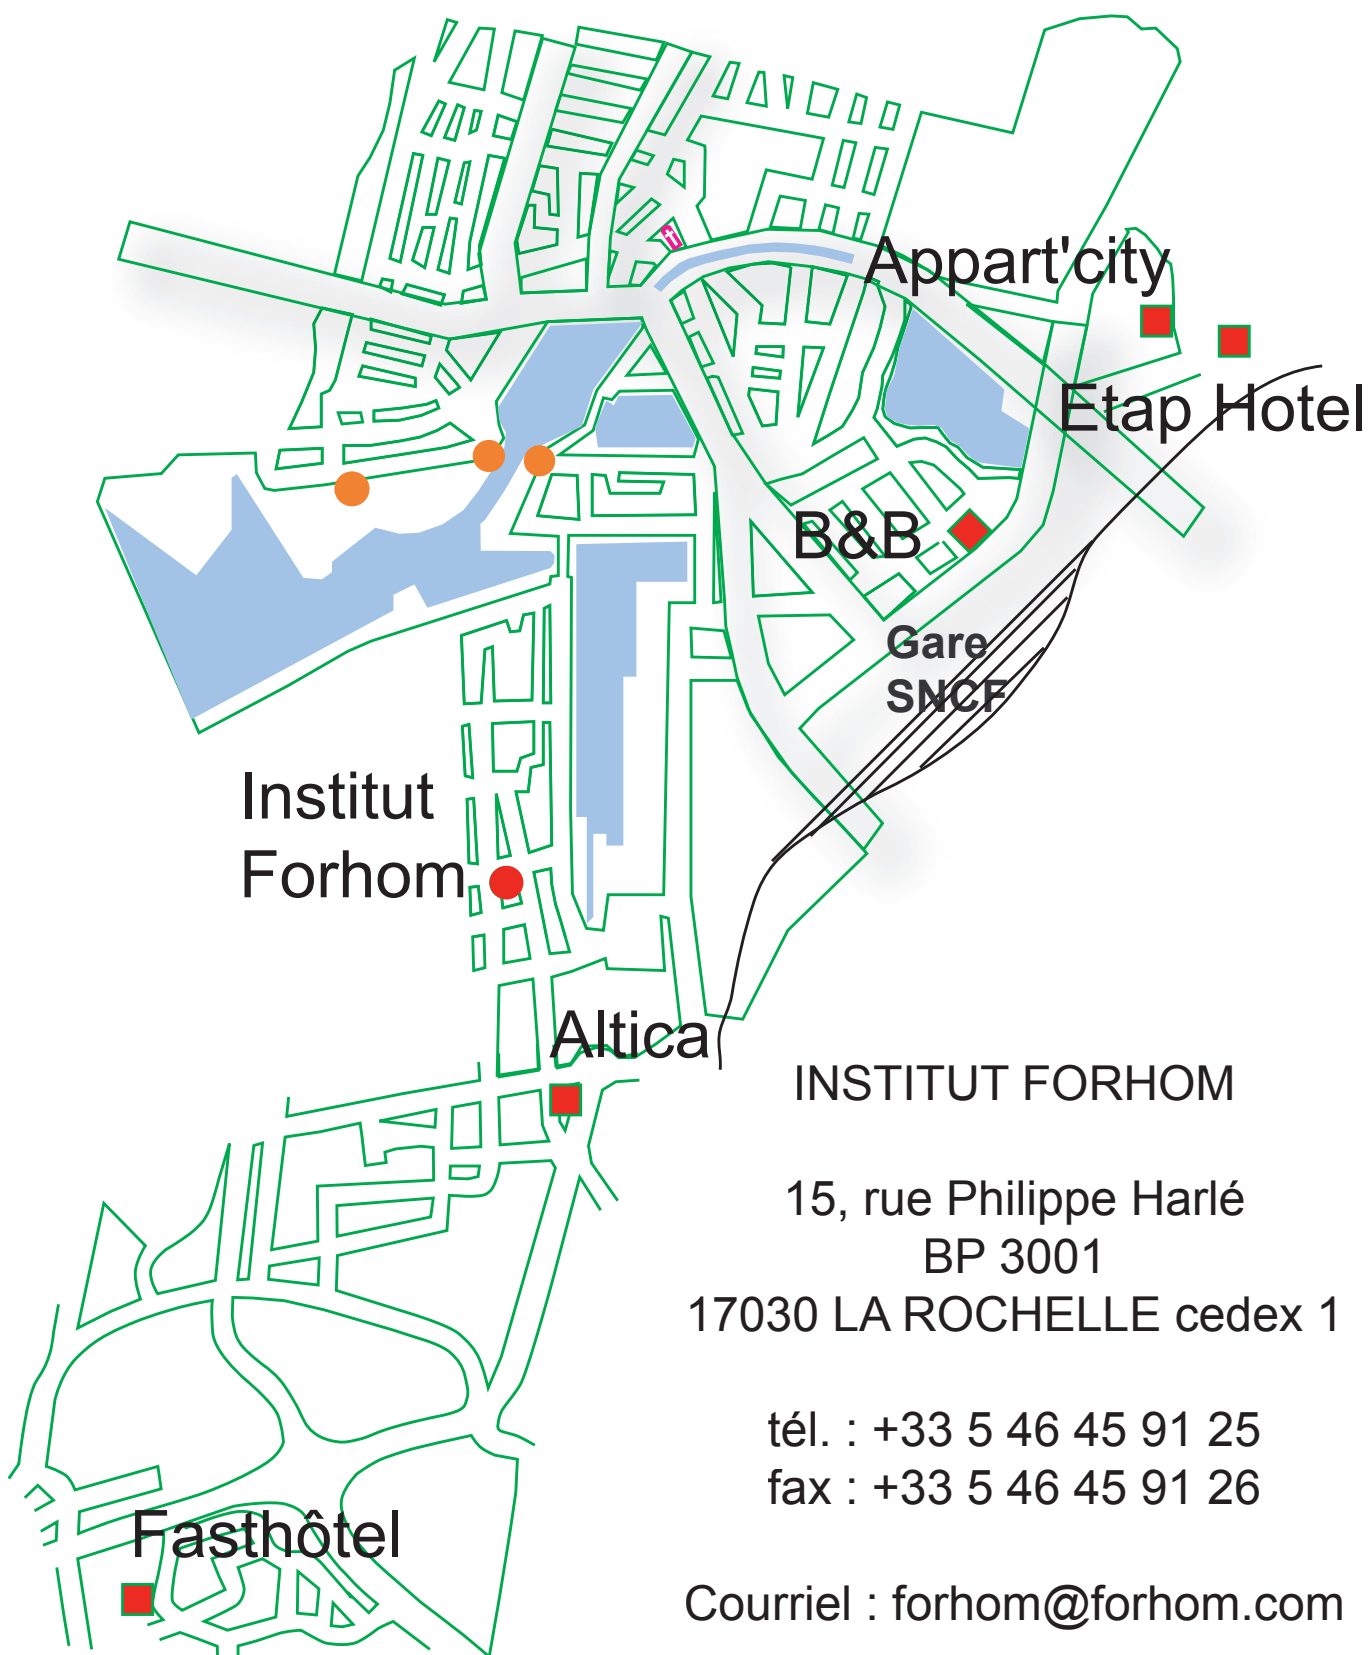 Appart'city
Etap Hotel
B&B
Gare
SNCF
Institut
Forhom
Altica
INSTITUT FORHOM
15, rue Philippe Harlé
BP 3001
17030 LA ROCHELLE cedex 1
tél. : +33 5 46 45 91 25
fax : +33 5 46 45 91 26
Fasthôtel
Courriel : forhom@forhom.com